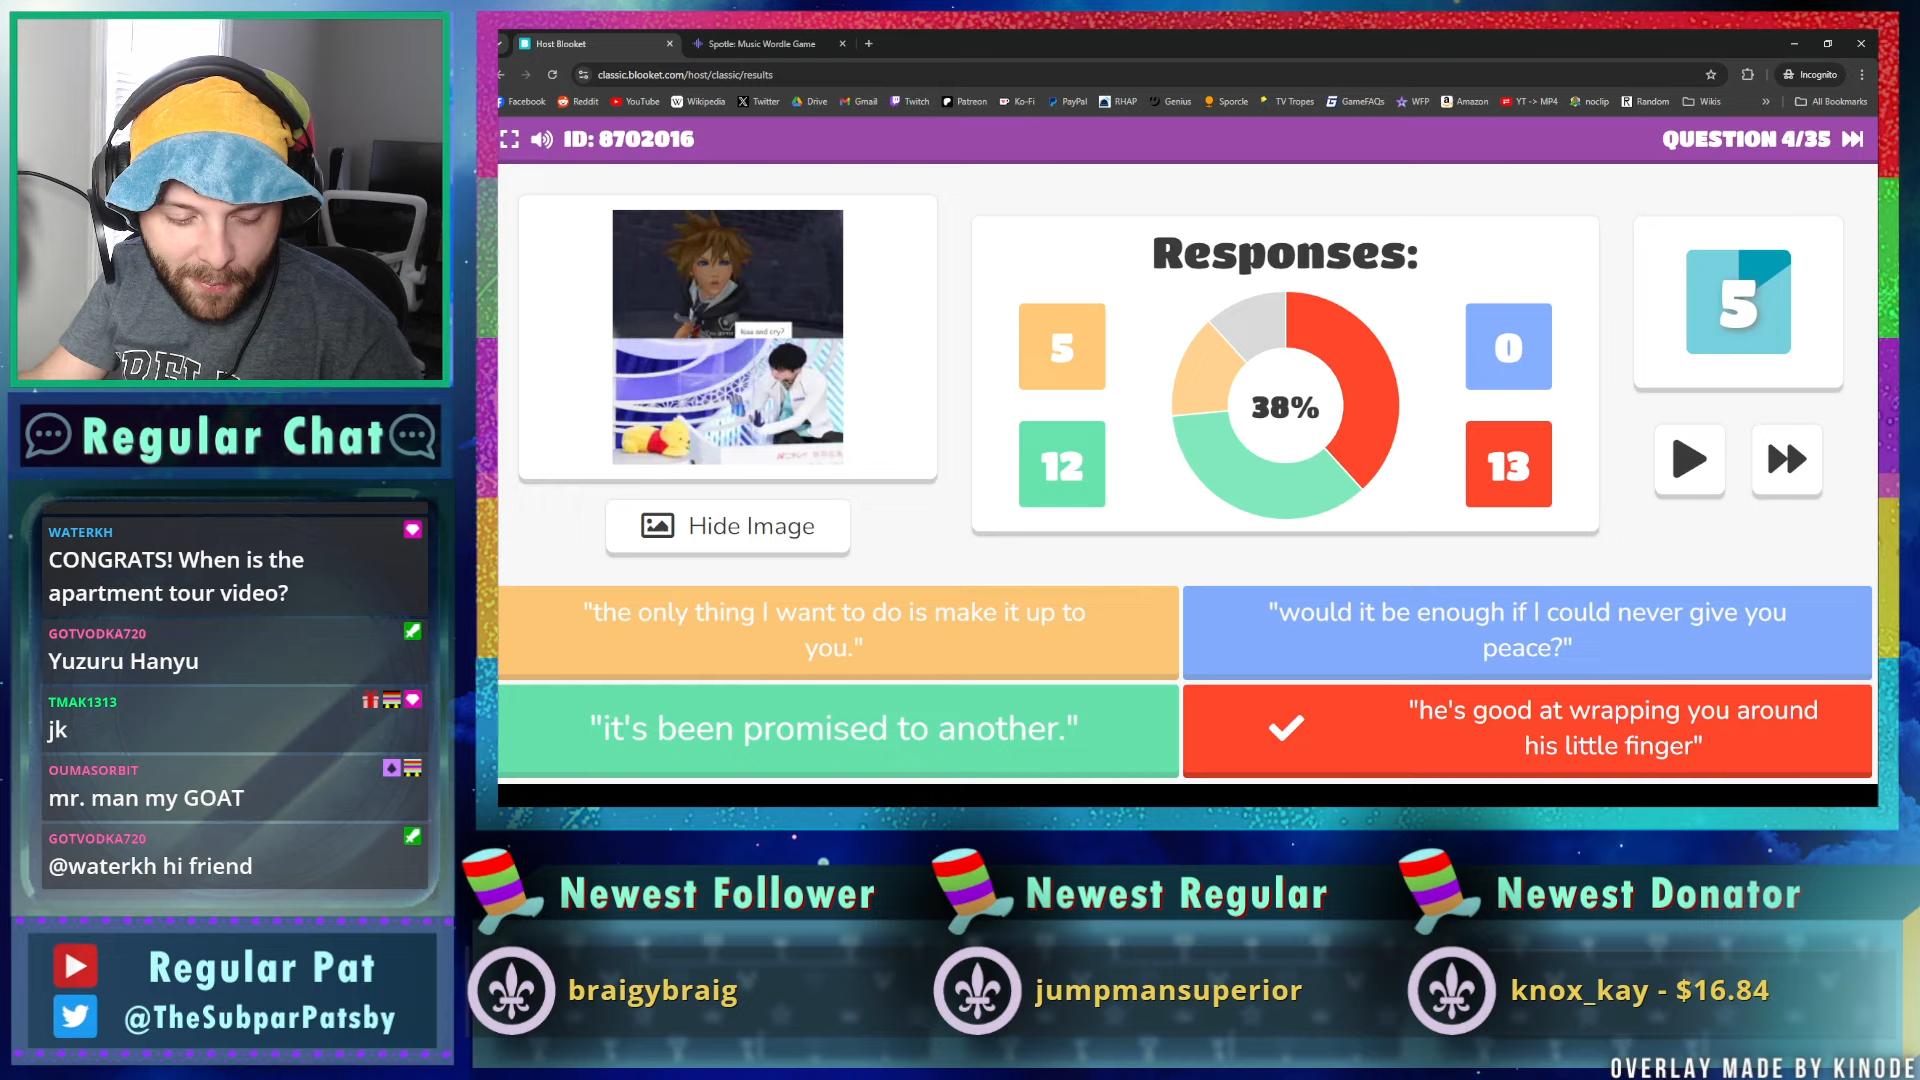 Host Blooket
Spotle: Music Wordle Game
classic.blooket.com/host/classic/results
Incognito
Facebook
Reddit
YouTube
Wikipedia
Twitter
Drive
Gmail
Twitch
Patreon
Ko-Fi
PayPal
RHAP
Genius
Sporcle
TV Tropes
GameFAQs
WFP
Amazon
YT -> MP4
noclip
Random
Wikis
All Bookmarks
ID: 8702016
QUESTION 4/35
kiss and cry?
Hide Image
Responses:
5
0
12
13
38%
5
"the only thing I want to do is make it up to
you."
"would it be enough if I could never give you
peace?"
"it's been promised to another."
"he's good at wrapping you around
his little finger"
Regular Chat
WATERKH
CONGRATS! When is the
apartment tour video?
GOTVODKA720
Yuzuru Hanyu
TMAK1313
jk
OUMASORBIT
mr. man my GOAT
GOTVODKA720
@waterkh hi friend
Regular Pat
@TheSubparPatsby
Newest Follower
braigybraig
Newest Regular
jumpmansuperior
Newest Donator
knox_kay - $16.84
OVERLAY MADE BY KINODE